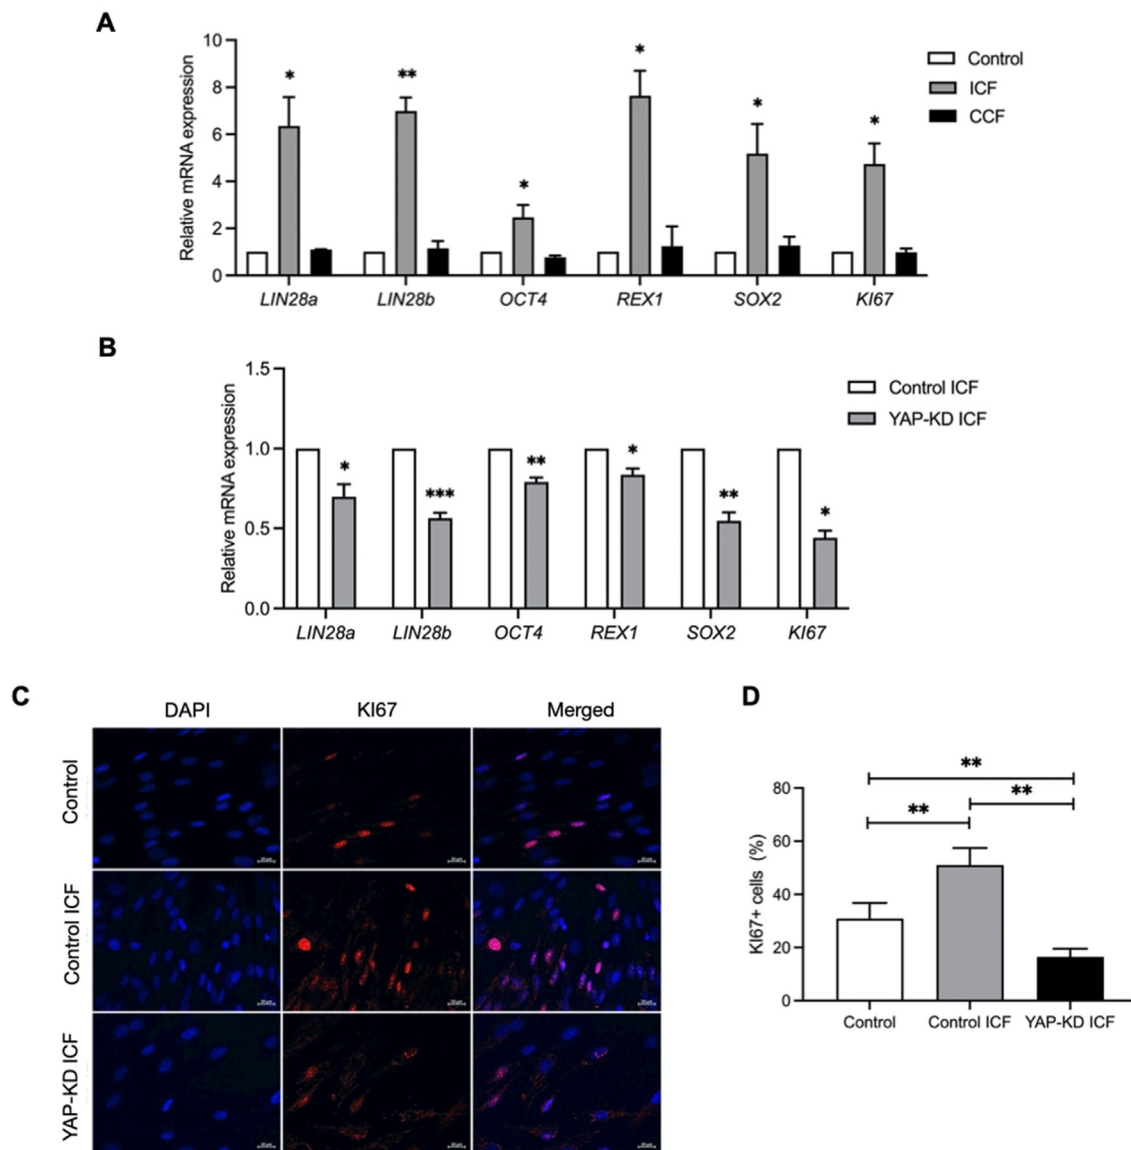 A
Relative mRNA expression
10
8
6
4
2
0
* ** * * * *
Control
ICF
CCF
LIN28a LIN28b OCT4 REX1 SOX2 KI67
B
Relative mRNA expression
1.5
1.0
0.5
0.0
* *** ** * ** *
Control ICF
YAP-KD ICF
LIN28a LIN28b OCT4 REX1 SOX2 KI67
C
DAPI KI67 Merged
Control
Control ICF
YAP-KD ICF
D
KI67+ cells (%)
80
60
40
20
0
**
** **
Control Control ICF YAP-KD ICF